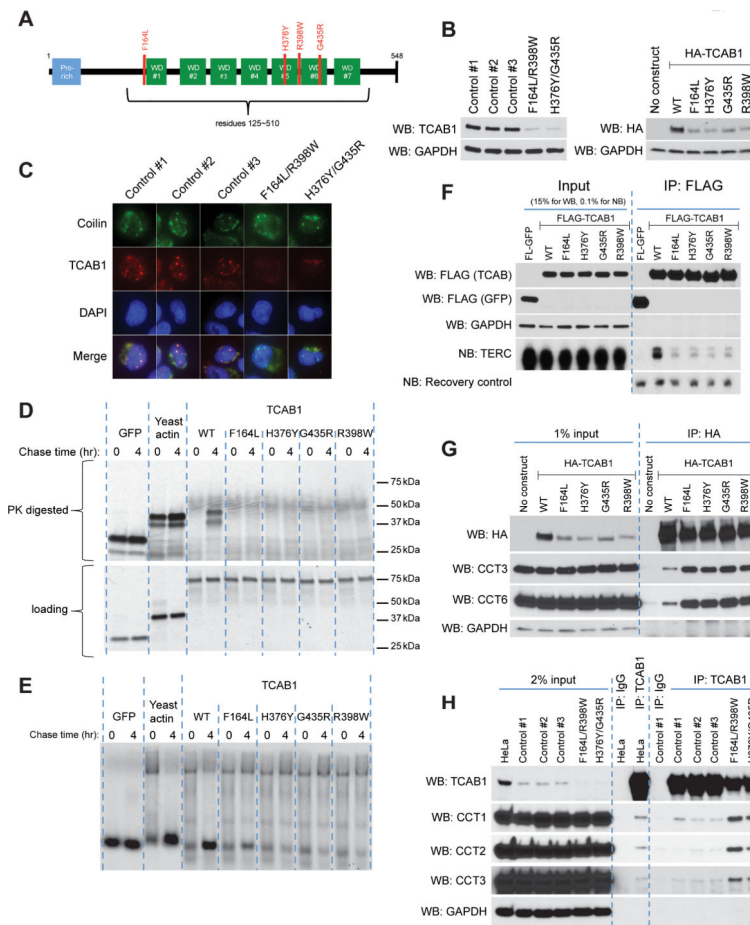 A
1
F164L
H376Y
R398W
G435R
548
Pro-
rich
WD
#1
WD
#2
WD
#3
WD
#4
WD
#5
WD
#6
WD
#7
residues 125–510
B
Control #1
Control #2
Control #3
F164L/R398W
H376Y/G435R
WB: TCAB1
WB: GAPDH
HA-TCAB1
No construct
WT
F164L
H376Y
G435R
R398W
WB: HA
WB: GAPDH
C
Control #1
Control #2
Control #3
F164L/R398W
H376Y/G435R
Coilin
TCAB1
DAPI
Merge
D
TCAB1
GFP
Yeast
actin
WT
F164L
H376Y
G435R
R398W
Chase time (hr):
0 4 0 4 0 4 0 4 0 4 0 4 0 4
PK digested
75 kDa
50 kDa
37 kDa
25 kDa
loading
75 kDa
50 kDa
37 kDa
25 kDa
E
TCAB1
GFP
Yeast
actin
WT
F164L
H376Y
G435R
R398W
Chase time (hr):
0 4 0 4 0 4 0 4 0 4 0 4 0 4
F
Input
(15% for WB, 0.1% for NB)
IP: FLAG
FLAG-TCAB1
FLAG-TCAB1
FL-GFP
WT
F164L
H376Y
G435R
R398W
FL-GFP
WT
F164L
H376Y
G435R
R398W
WB: FLAG (TCAB)
WB: FLAG (GFP)
WB: GAPDH
NB: TERC
NB: Recovery control
G
1% input
IP: HA
HA-TCAB1
HA-TCAB1
No construct
WT
F164L
H376Y
G435R
R398W
No construct
WT
F164L
H376Y
G435R
R398W
WB: HA
WB: CCT3
WB: CCT6
WB: GAPDH
H
2% input
IP: IgG
IP: TCAB1
IP: IgG
IP: TCAB1
HeLa
Control #1
Control #2
Control #3
F164L/R398W
H376Y/G435R
HeLa
HeLa
Control #1
Control #1
Control #2
Control #3
F164L/R398W
H376Y/G435R
WB: TCAB1
WB: CCT1
WB: CCT2
WB: CCT3
WB: GAPDH